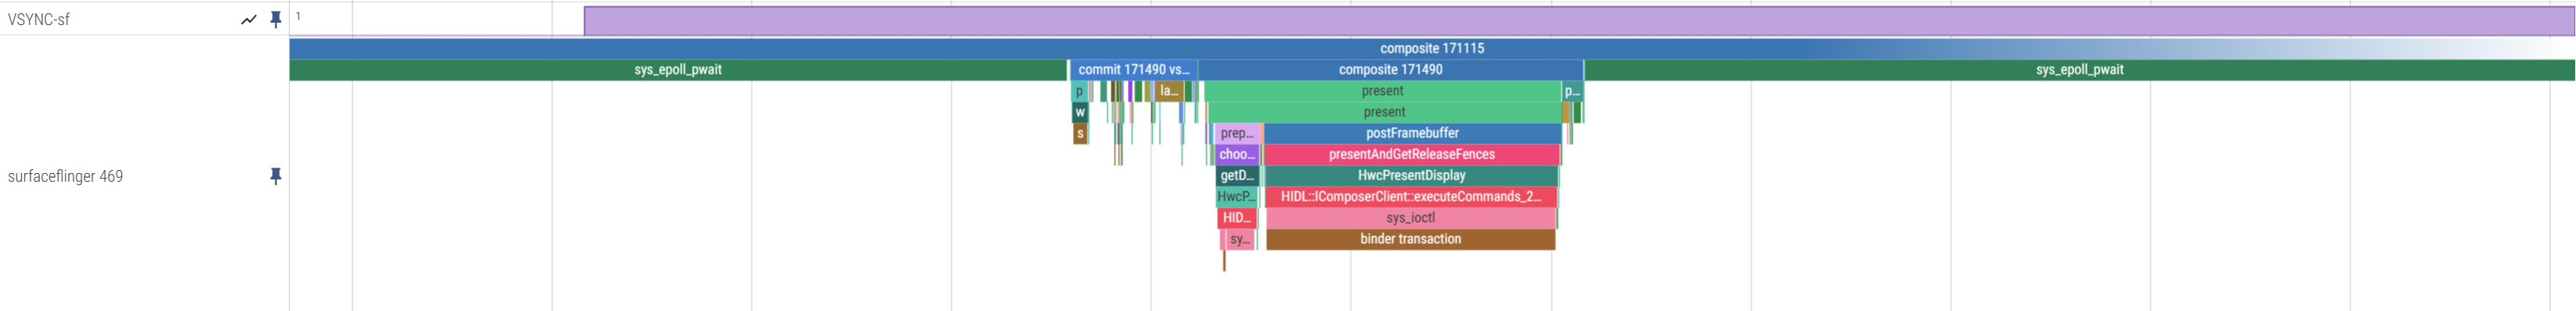 VSYNC-sf 1
composite 171115
sys_epoll_pwait commit 171490 vs... composite 171490 sys_epoll_pwait
p la... present p...
w present
s prep... postFramebuffer
choo... presentAndGetReleaseFences
surfaceflinger 469 getD... HwcPresentDisplay
HwcP... HIDL::IComposerClient::executeCommands_2...
HID... sys_ioctl
sy... binder transaction